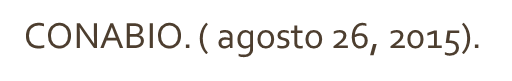 CONABIO. ( agosto 26, 2015).